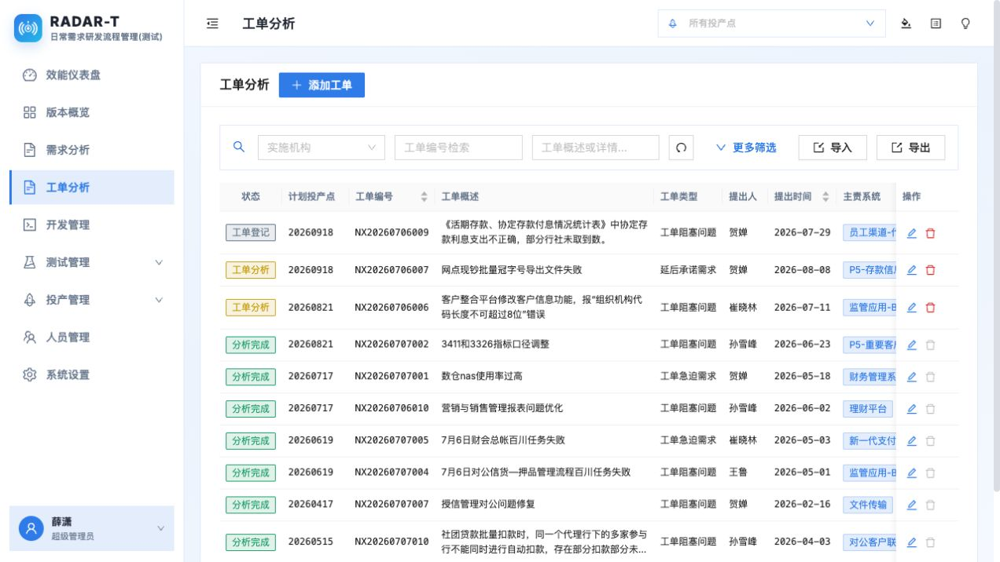 RADAR-T
日常需求研发流程管理(测试)
效能仪表盘
版本概览
需求分析
工单分析
开发管理
测试管理
投产管理
人员管理
系统设置
薛潇
超级管理员
工单分析
所有投产点
工单分析
添加工单
实施机构
工单编号检索
工单概述或详情...
更多筛选
导入
导出
状态 计划投产点 工单编号 工单概述 工单类型 提出人 提出时间 主责系统 操作
工单登记 20260918 NX20260706009 《活期存款、协定存款付息情况统计表》中协定存 工单阻塞问题 贺婵 2026-07-29 员工渠道-
款利息支出不正确，部分行社未取到数。
工单分析 20260918 NX20260706007 网点现钞批量冠字号导出文件失败 延后承诺需求 贺婵 2026-08-08 P5-存款信
工单分析 20260821 NX20260706006 客户整合平台修改客户信息功能，报“组织机构代 工单阻塞问题 崔晓林 2026-07-11 监管应用-
码长度不可超过8位”错误
分析完成 20260821 NX20260707002 3411和3326指标口径调整 工单阻塞问题 孙雪峰 2026-06-23 P5-重要客
分析完成 20260717 NX20260707001 数仓nas使用率过高 工单急迫需求 贺婵 2026-05-18 财务管理系
分析完成 20260717 NX20260706010 营销与销售管理报表问题优化 工单阻塞问题 孙雪峰 2026-06-02 理财平台
分析完成 20260619 NX20260707005 7月6日财会总帐百川任务失败 工单急迫需求 崔晓林 2026-05-03 新一代支付
分析完成 20260619 NX20260707004 7月6日对公信货—押品管理流程百川任务失败 工单阻塞问题 王鲁 2026-05-01 监管应用-
分析完成 20260417 NX20260707007 授信管理对公问题修复 工单阻塞问题 贺婵 2026-02-16 文件传输
分析完成 20260515 NX20260707010 社团贷款批量扣款时，同一个代理行下的多家参与 工单阻塞问题 孙雪峰 2026-04-03 对公客户联
行不能同时进行自动扣款，存在部分扣款部分未...